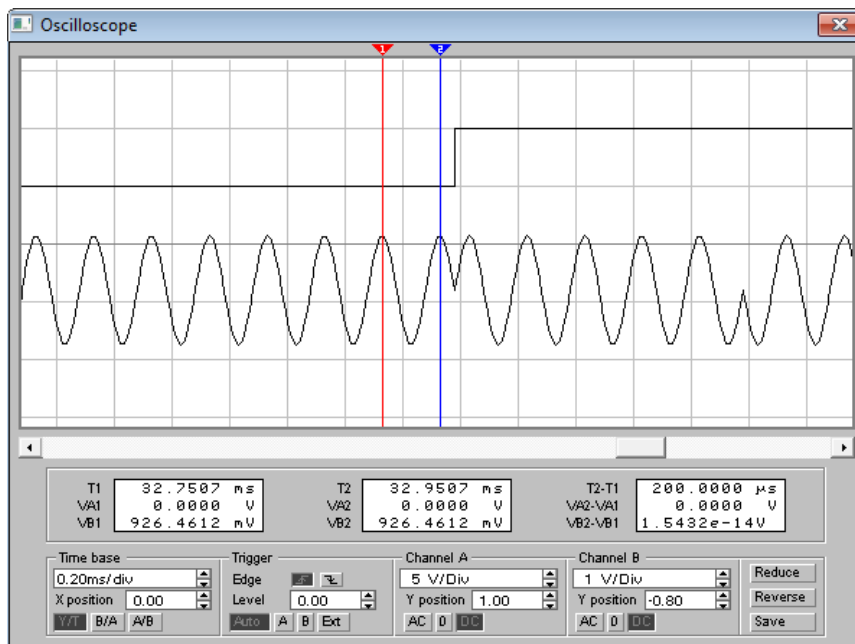 Oscilloscope
1 2
T1 32.7507 ms T2 32.9507 ms T2-T1 200.0000 µs
VA1 0.0000 V VA2 0.0000 V VA2-VA1 0.0000 V
VB1 926.4612 mV VB2 926.4612 mV VB2-VB1 1.5432e-14V
Time base Trigger Channel A Channel B
0.20ms/div Edge 5 V/Div 1 V/Div Reduce
X position 0.00 Level 0.00 Y position 1.00 Y position -0.80 Reverse
Y/T B/A A/B Auto A B Ext AC 0 DC AC 0 DC Save